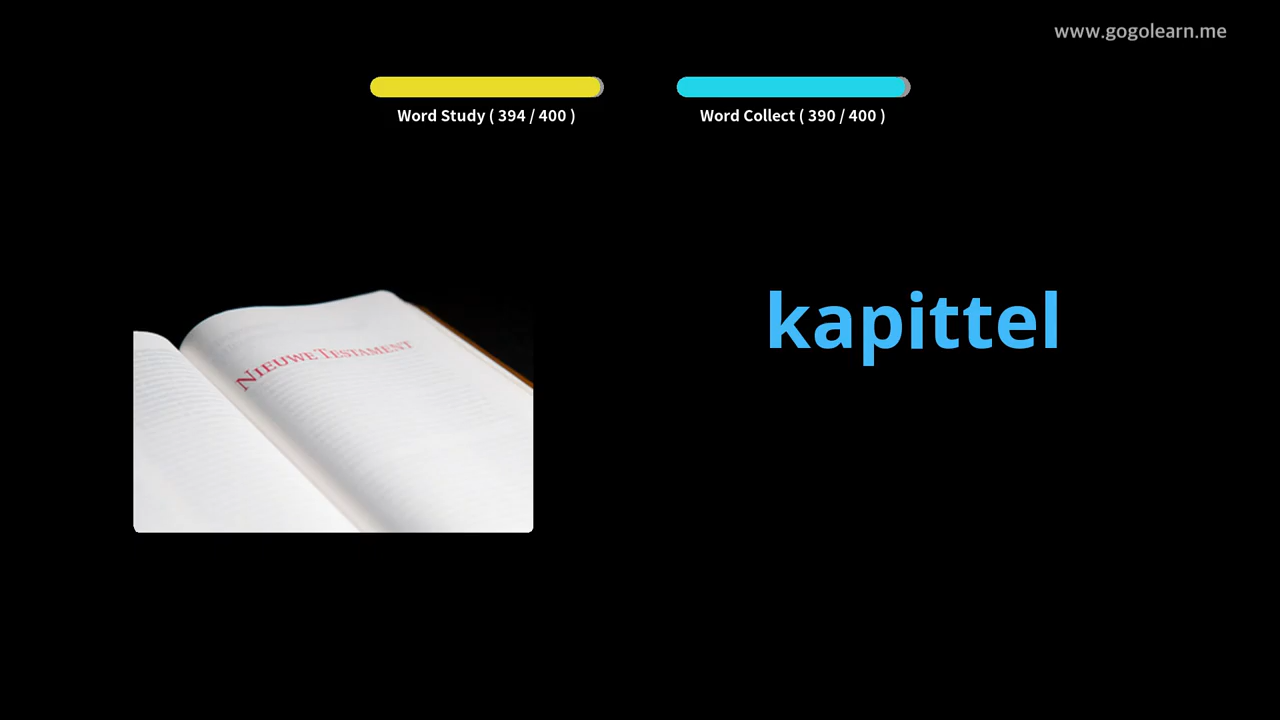 www.gogolearn.me
Word Study ( 394 / 400 )
Word Collect ( 390 / 400 )
kapittel
NIEUWE TESTAMENT